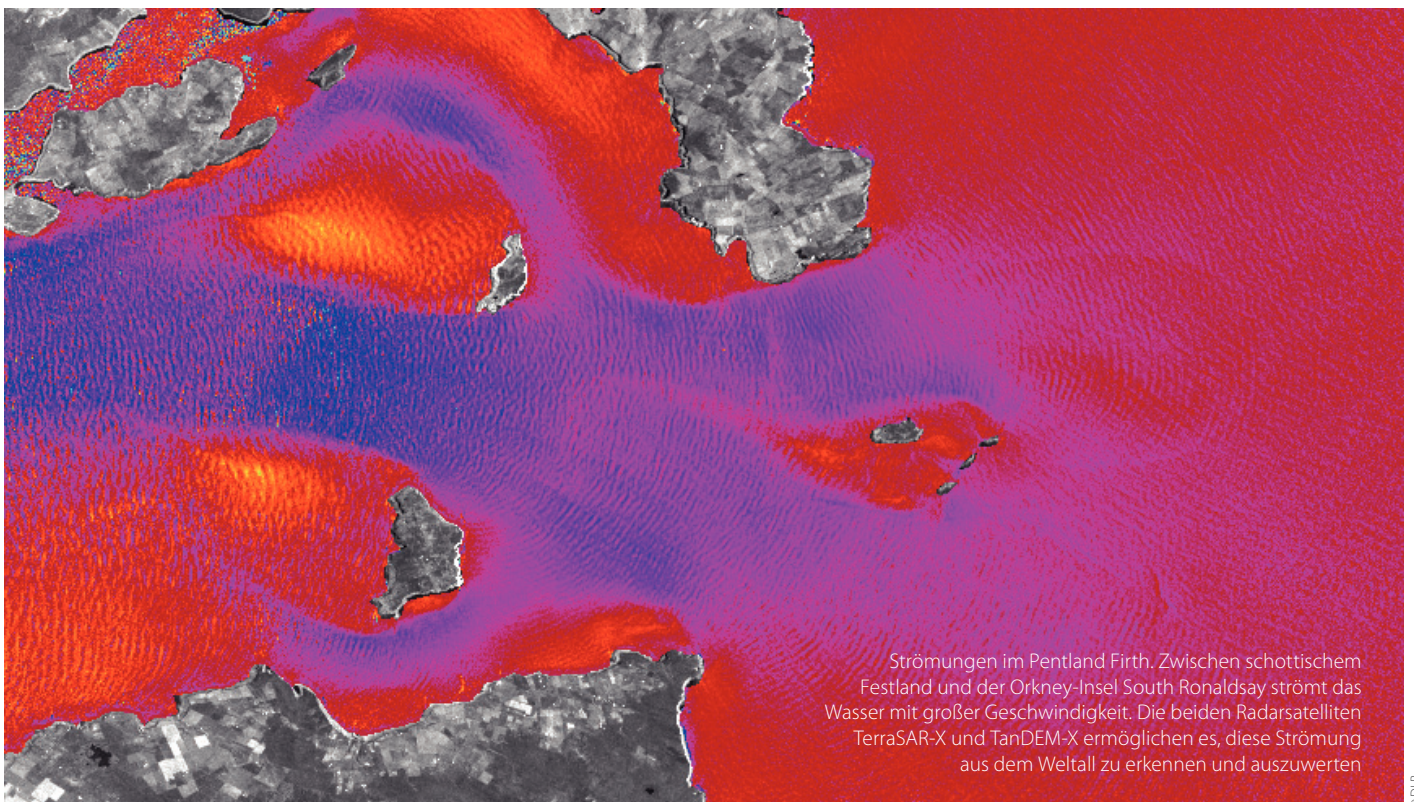 Strömungen im Pentland Firth. Zwischen schottischem
Festland und der Orkney-Insel South Ronaldsay strömt das
Wasser mit großer Geschwindigkeit. Die beiden Radarsatelliten
TerraSAR-X und TanDEM-X ermöglichen es, diese Strömung
aus dem Weltall zu erkennen und auszuwerten